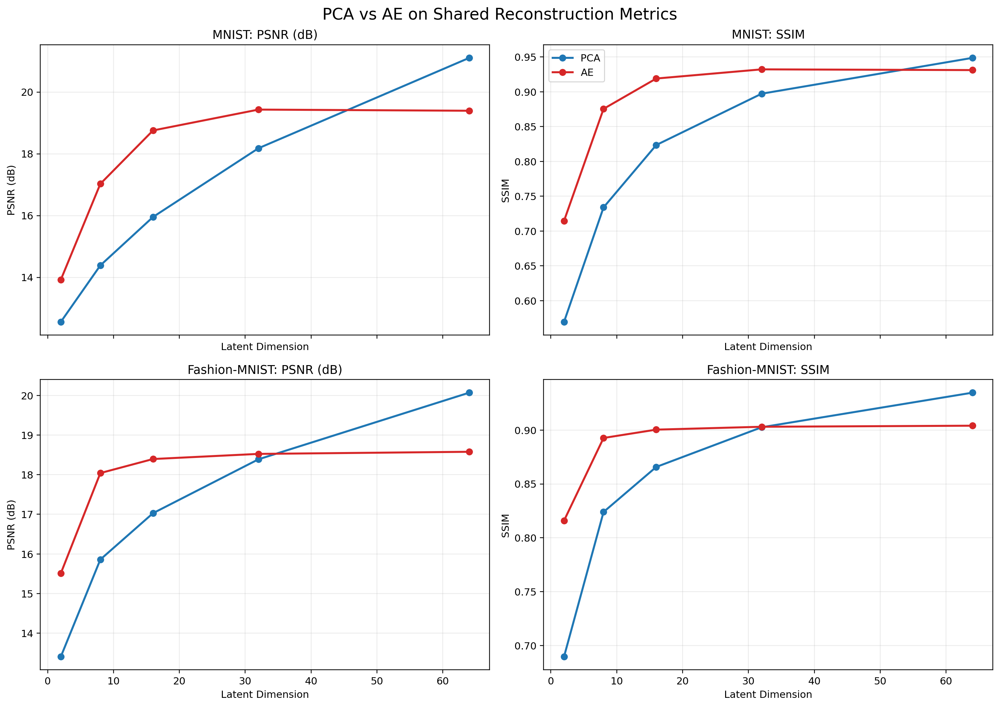 PCA vs AE on Shared Reconstruction Metrics
MNIST: PSNR (dB)
PSNR (dB)
20
18
16
14
Latent Dimension
MNIST: SSIM
PCA
AE
SSIM
0.95
0.90
0.85
0.80
0.75
0.70
0.65
0.60
Latent Dimension
Fashion-MNIST: PSNR (dB)
PSNR (dB)
20
19
18
17
16
15
14
0 10 20 30 40 50 60
Latent Dimension
Fashion-MNIST: SSIM
SSIM
0.90
0.85
0.80
0.75
0.70
0 10 20 30 40 50 60
Latent Dimension